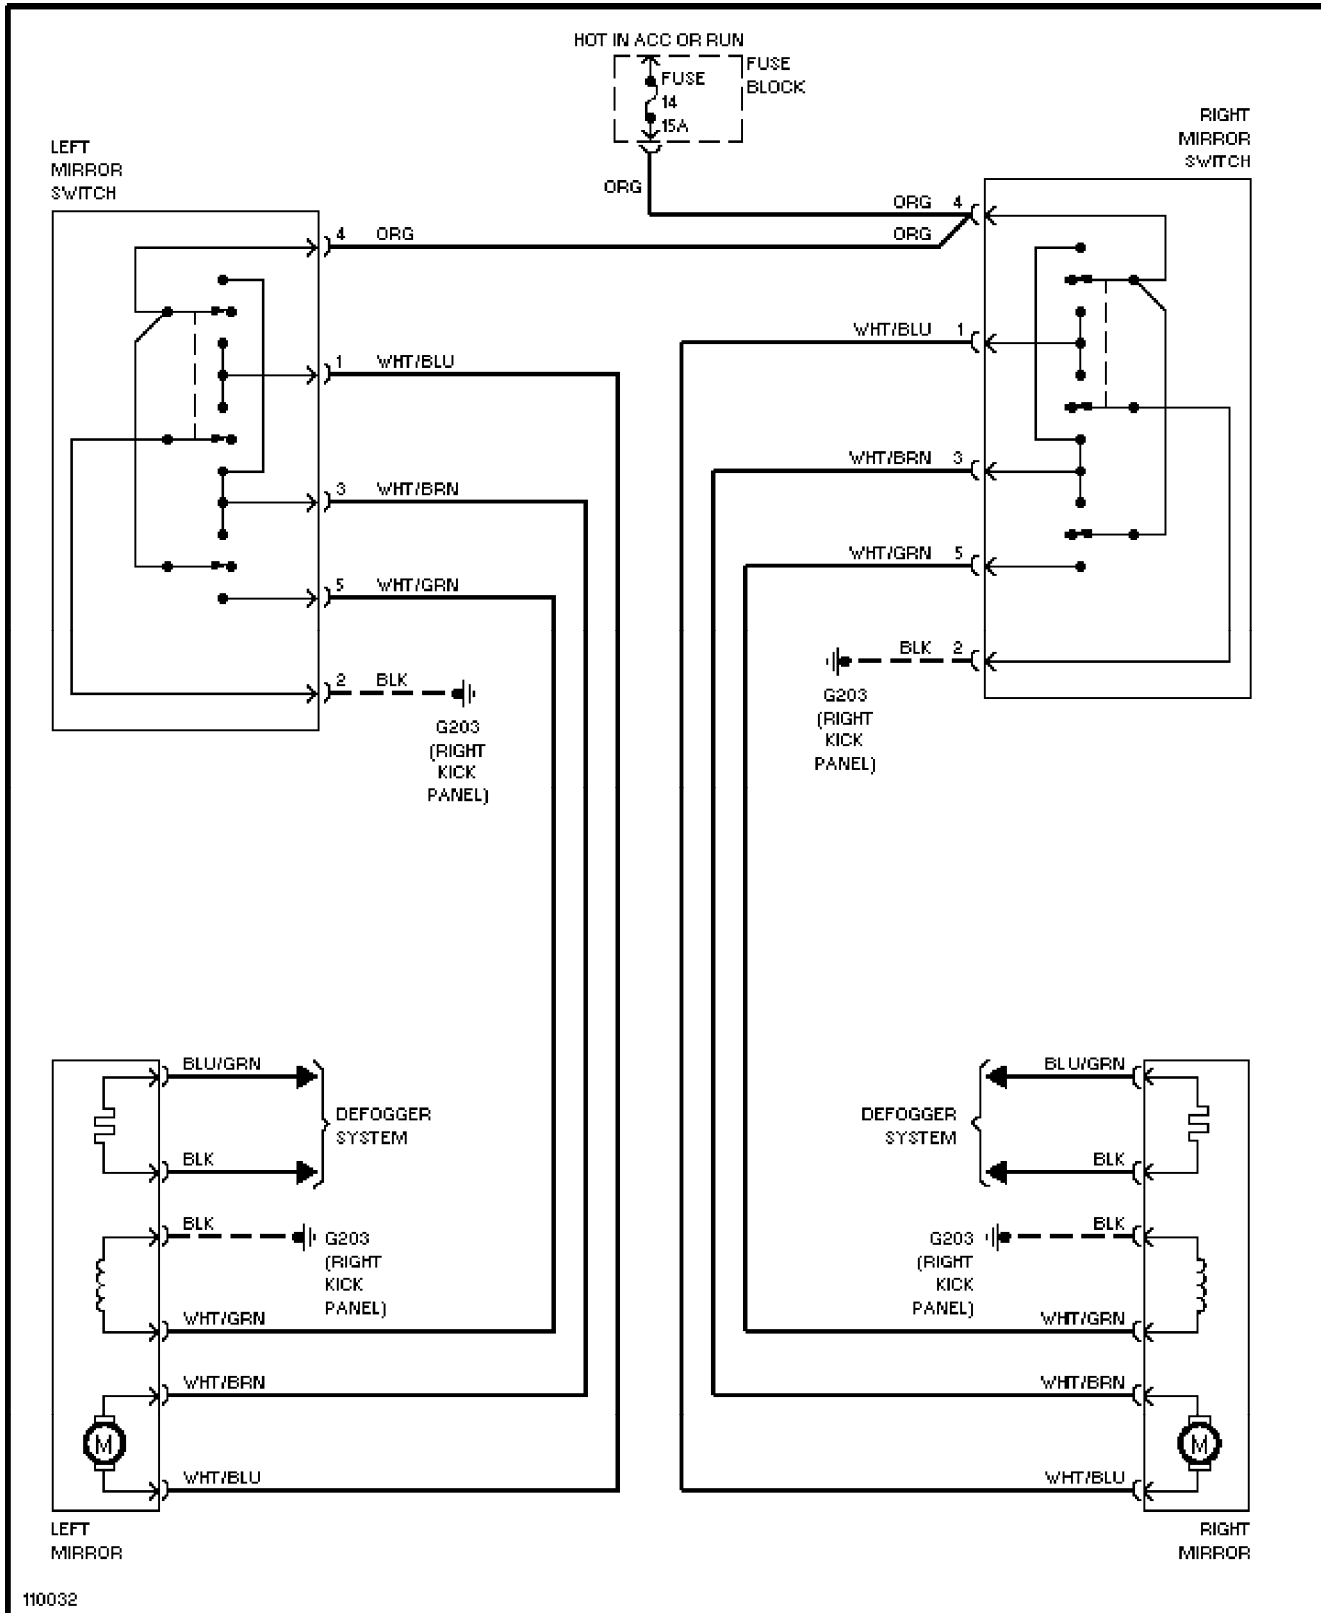 HOT IN ACC OR RUN
FUSE
14
15A
FUSE
BLOCK
LEFT
MIRROR
SWITCH
RIGHT
MIRROR
SWITCH
ORG
ORG 4
4 ORG
ORG
WHT/BLU 1
1 WHT/BLU
WHT/BRN 3
3 WHT/BRN
WHT/GRN 5
5 WHT/GRN
BLK 2
2 BLK
G203
(RIGHT
KICK
PANEL)
G203
(RIGHT
KICK
PANEL)
BLU/GRN
DEFOGGER
SYSTEM
BLK
BLK
G203
(RIGHT
KICK
PANEL)
WHT/GRN
WHT/BRN
M
WHT/BLU
LEFT
MIRROR
BLU/GRN
DEFOGGER
SYSTEM
BLK
BLK
G203
(RIGHT
KICK
PANEL)
WHT/GRN
WHT/BRN
M
WHT/BLU
RIGHT
MIRROR
110032